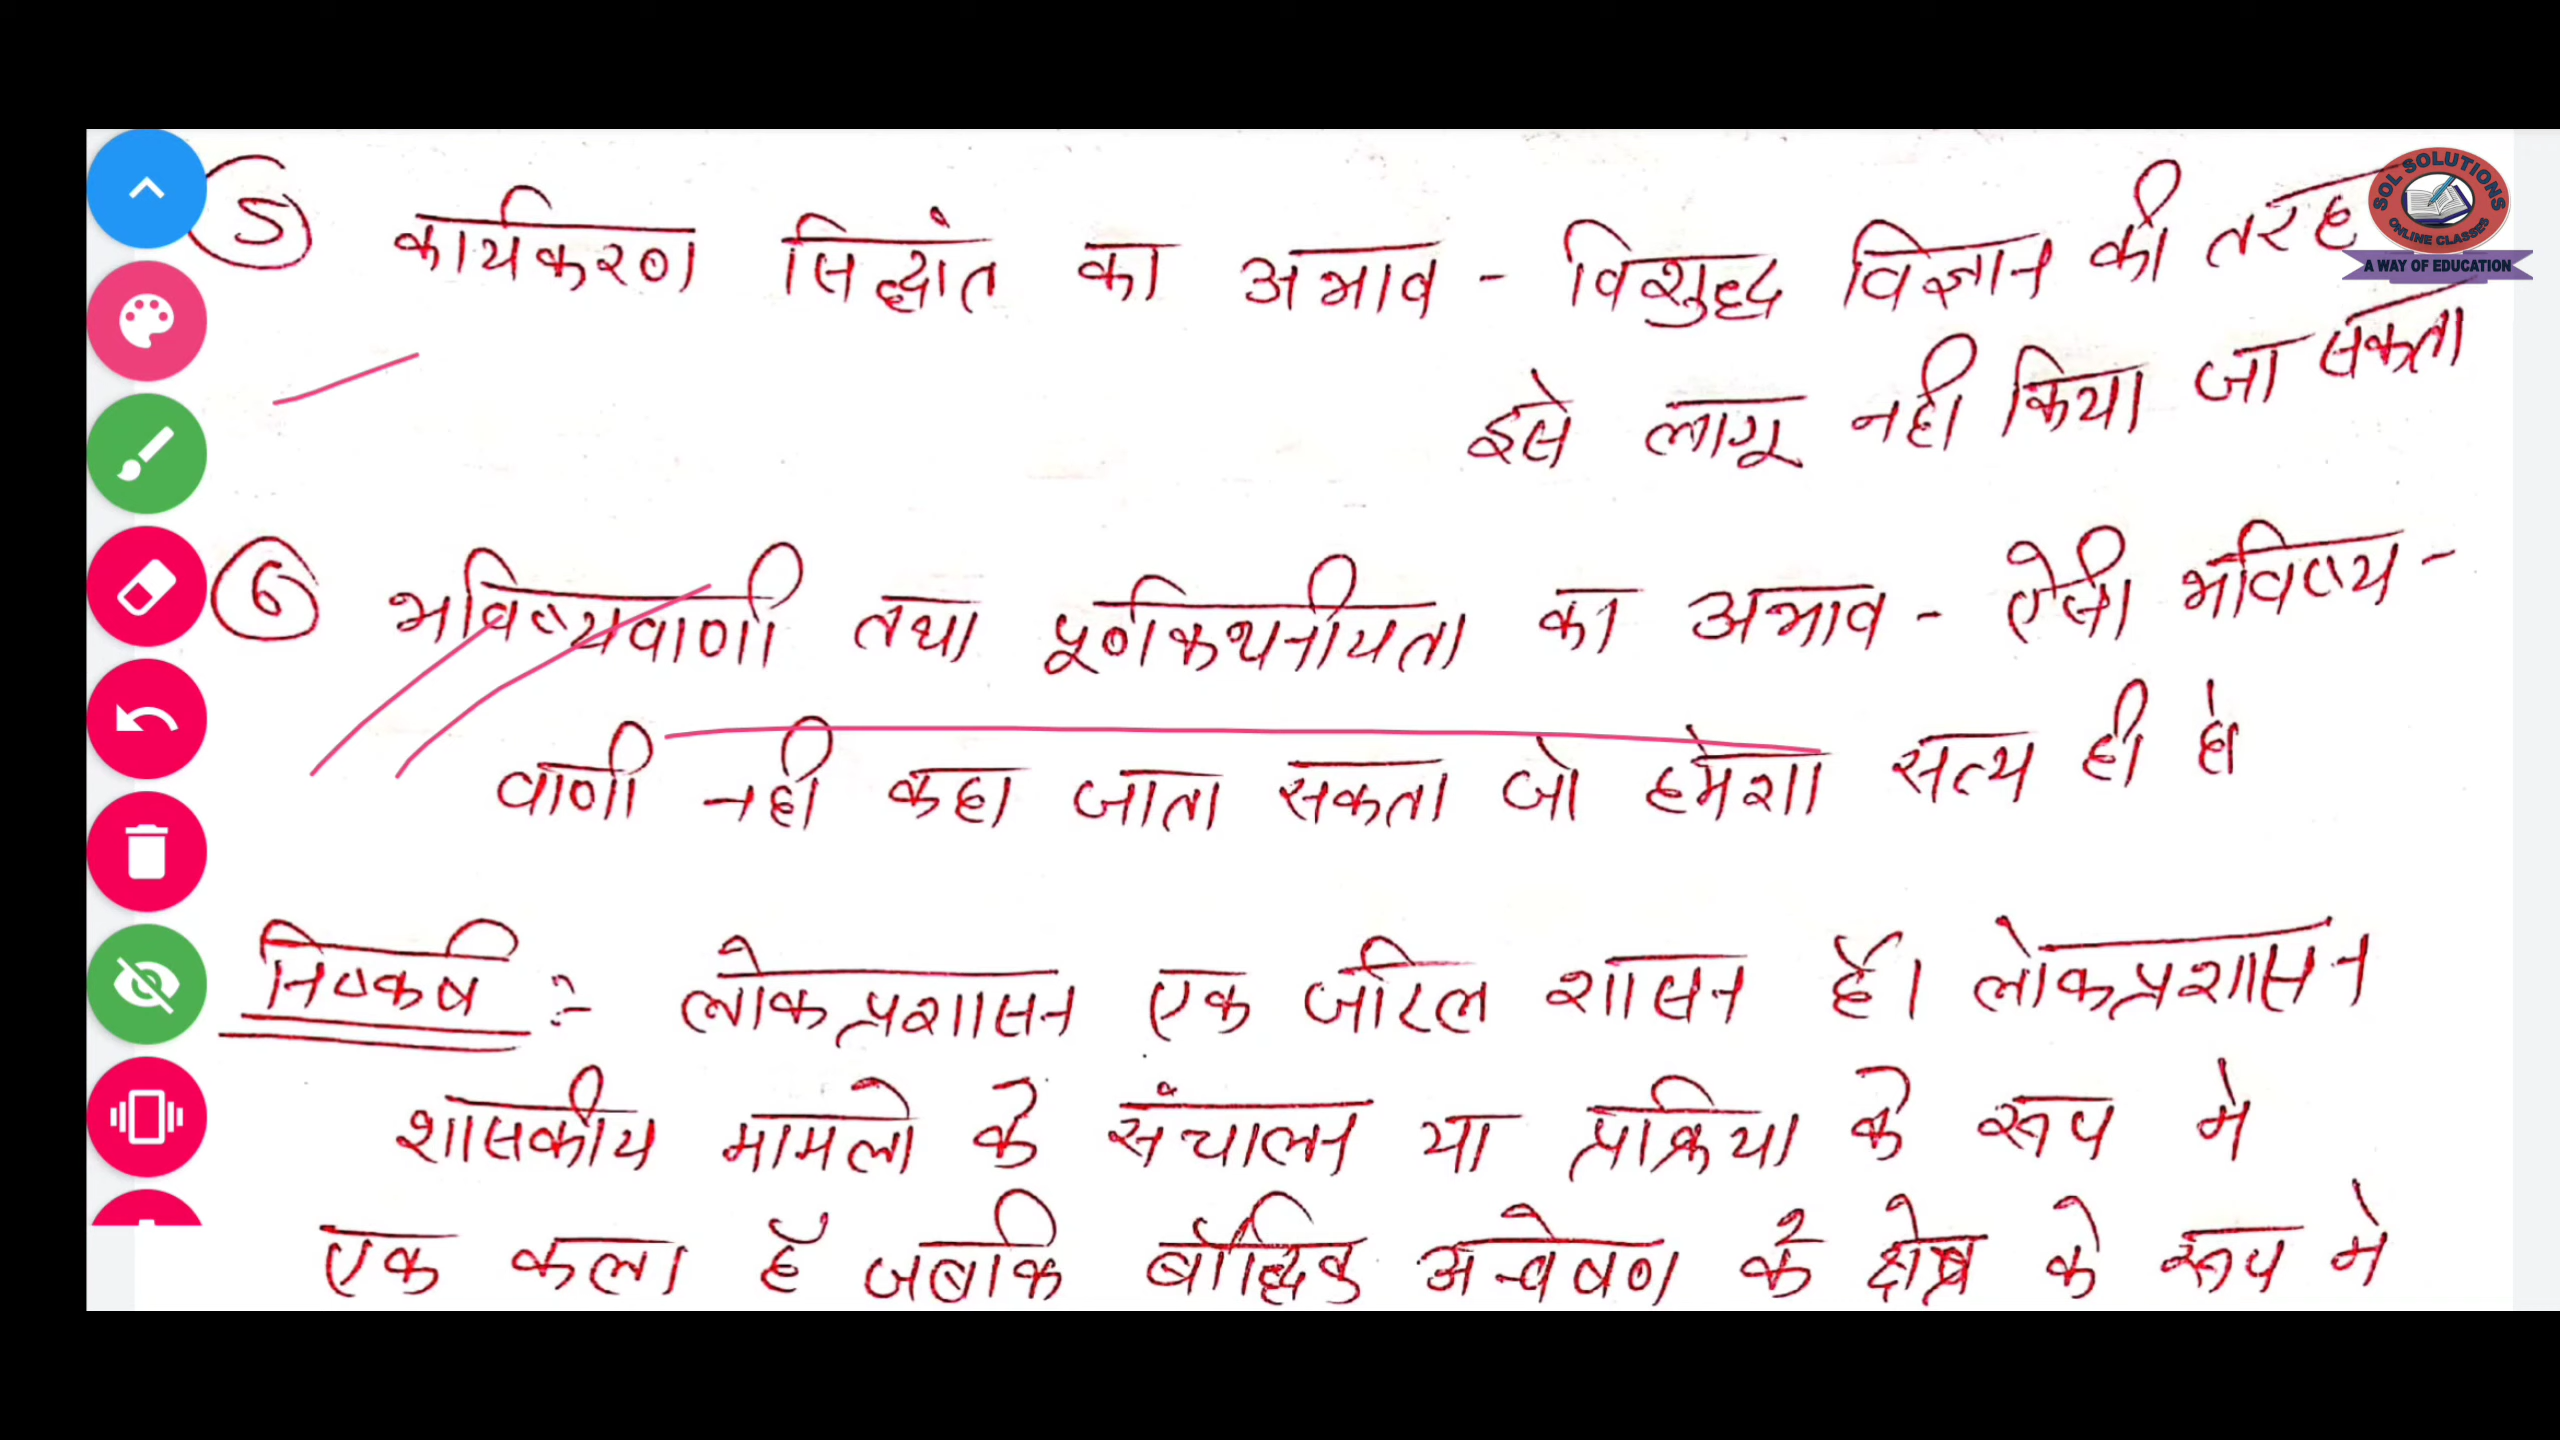 SOL SOLUTIONS
ONLINE CLASSES
A WAY OF EDUCATION
5 कार्यकरण सिद्धांत का अभाव - विशुद्ध विज्ञान की तरह
इसे लागू नही किया जा सकता
6 भविष्यवाणी तथा पूर्णकथनीयता का अभाव - ऐसी भविष्य -
वाणी नही कहा जाता सकता जो हमेशा सत्य ही हो
निष्कर्ष :- लोकप्रशासन एक जटिल शासन है। लोकप्रशासन
शासकीय मामलो के संचालन या प्रक्रिया के रूप मे
एक कला है जबकि बौद्धिक अन्वेषण के क्षेत्र के रूप मे